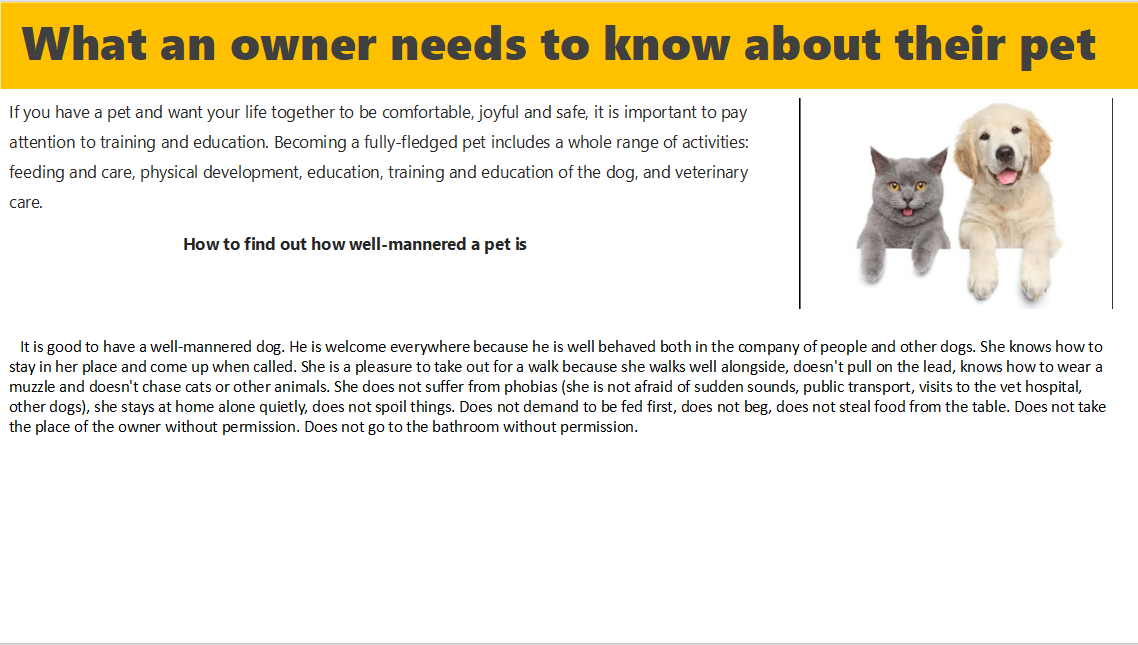 What an owner needs to know about their pet
If you have a pet and want your life together to be comfortable, joyful and safe, it is important to pay
attention to training and education. Becoming a fully-fledged pet includes a whole range of activities:
feeding and care, physical development, education, training and education of the dog, and veterinary
care.
How to find out how well-mannered a pet is
It is good to have a well-mannered dog. He is welcome everywhere because he is well behaved both in the company of people and other dogs. She knows how to
stay in her place and come up when called. She is a pleasure to take out for a walk because she walks well alongside, doesn't pull on the lead, knows how to wear a
muzzle and doesn't chase cats or other animals. She does not suffer from phobias (she is not afraid of sudden sounds, public transport, visits to the vet hospital,
other dogs), she stays at home alone quietly, does not spoil things. Does not demand to be fed first, does not beg, does not steal food from the table. Does not take
the place of the owner without permission. Does not go to the bathroom without permission.